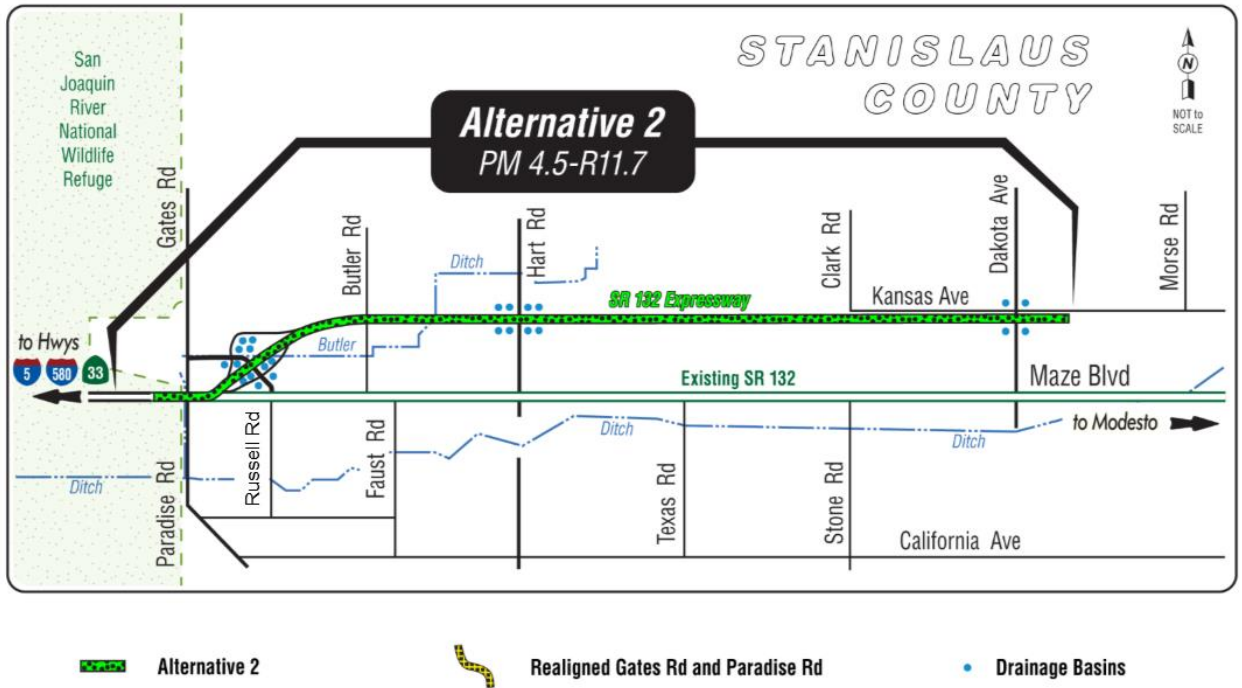 STANISLAUS
COUNTY
N
NOT to
SCALE
San
Joaquin
River
National
Wildlife
Refuge
Alternative 2
PM 4.5-R11.7
Gates Rd
Butler Rd
Hart Rd
Clark Rd
Dakota Ave
Morse Rd
Ditch
SR 132 Expressway
Kansas Ave
to Hwys
5 580 33
Butler
Existing SR 132
Maze Blvd
to Modesto
Ditch
Ditch
Ditch
Paradise Rd
Russell Rd
Faust Rd
Texas Rd
Stone Rd
California Ave
Alternative 2
Realigned Gates Rd and Paradise Rd
Drainage Basins